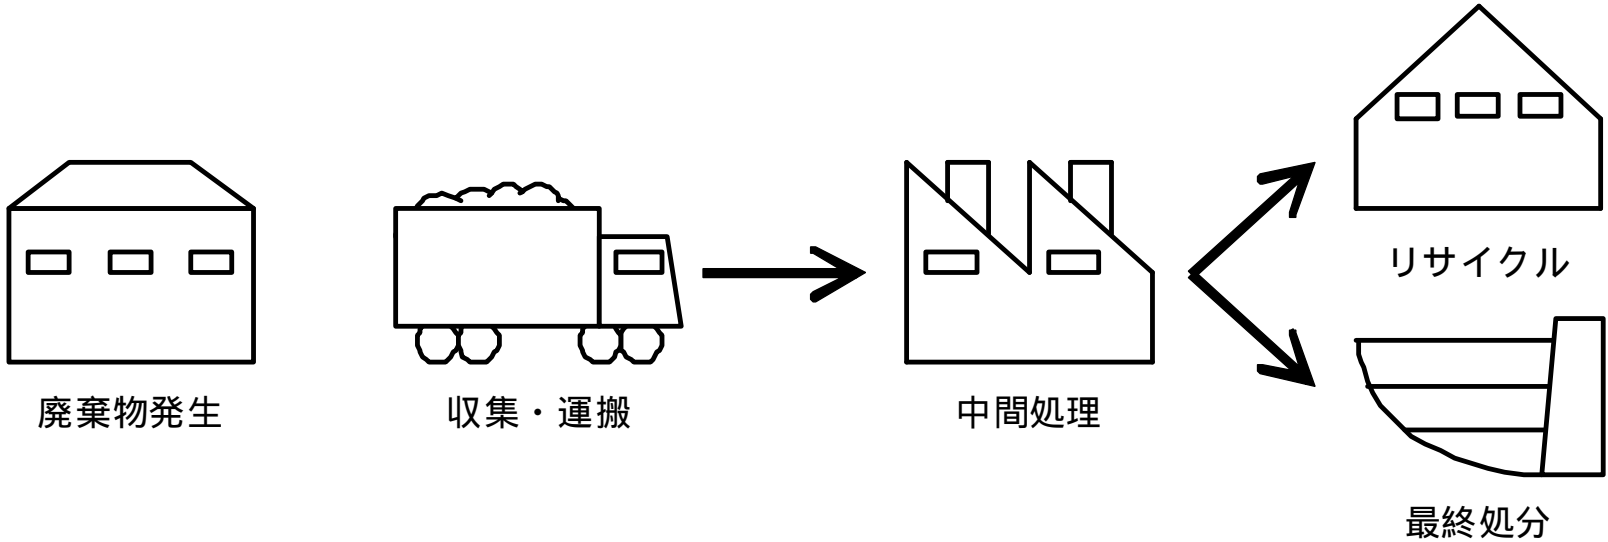 廃棄物発生
収集・運搬
中間処理
リサイクル
最終処分